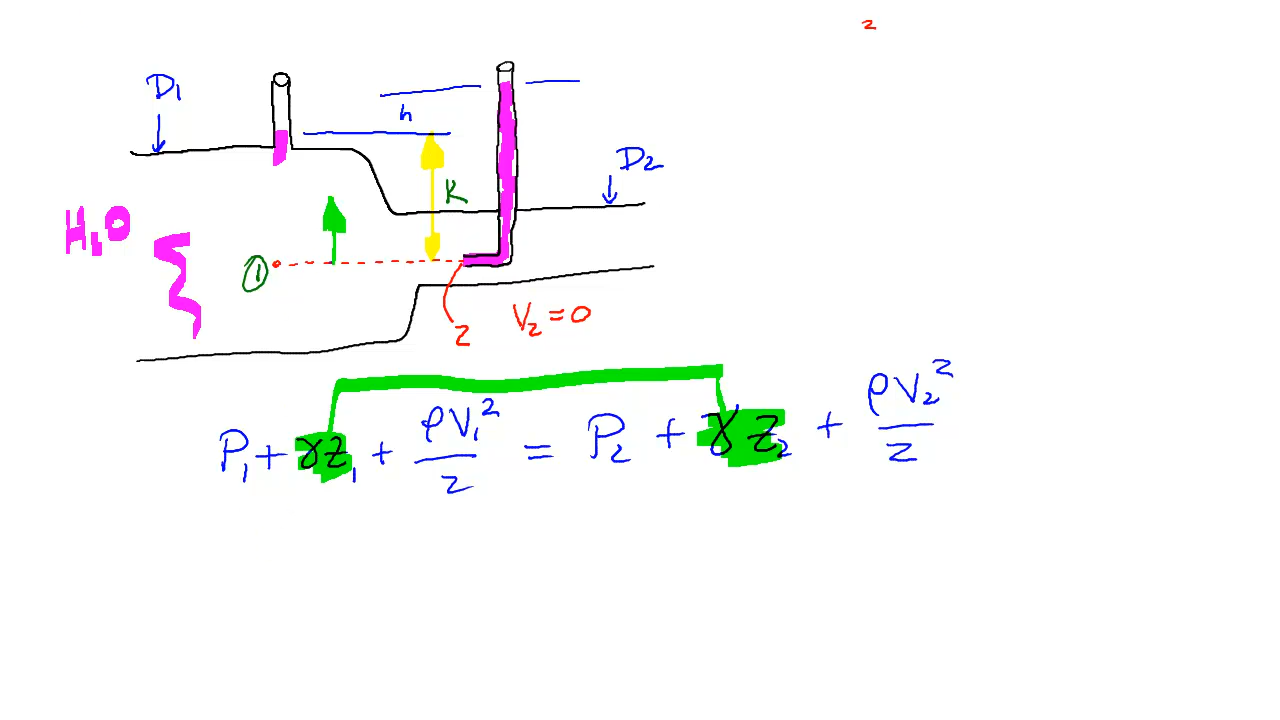 2
D₁
h
D₂
K
H₂O
①
2
V₂ = 0
P₁ + γz₁ + ρV₁²/2 = P₂ + γz₂ + ρV₂²/2